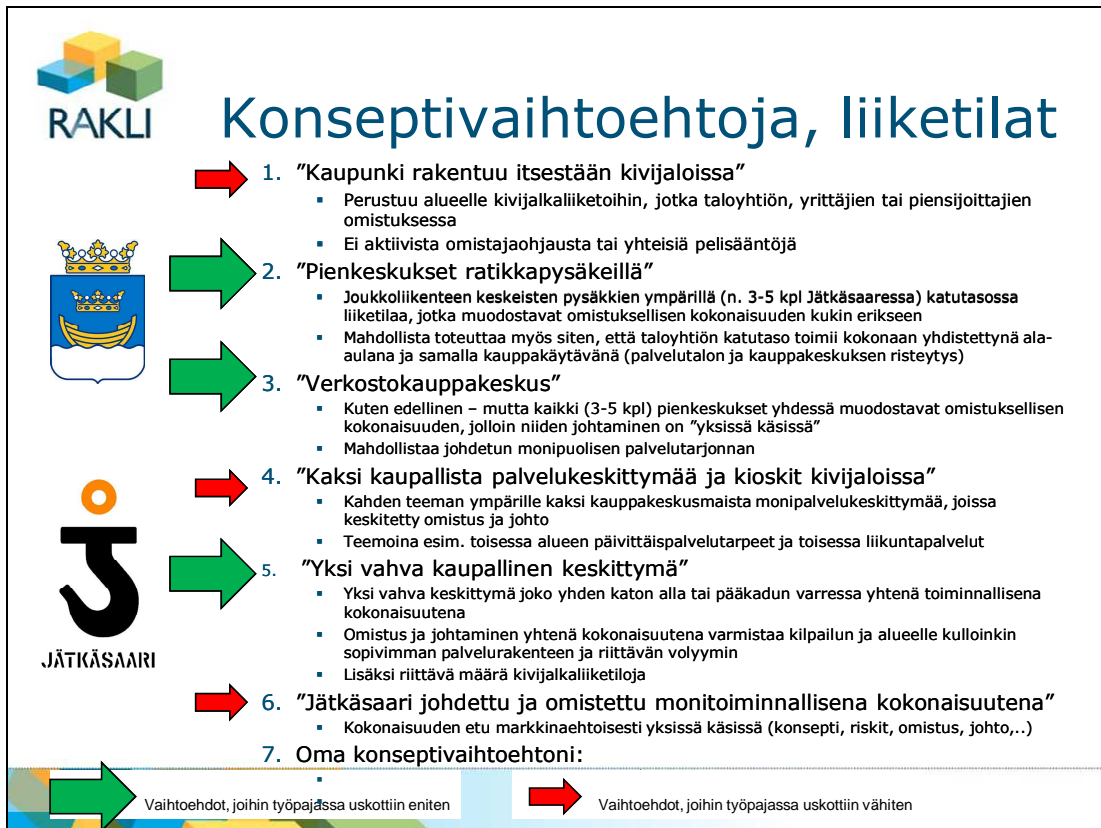 RAKLI
Konseptivaihtoehtoja, liiketilat
1. ”Kaupunki rakentuu itsestään kivijaloissa”
▪ Perustuu alueelle kivijalkaliiketoihin, jotka taloyhtiön, yrittäjien tai piensijoittajien
omistuksessa
▪ Ei aktiivista omistajaohjausta tai yhteisiä pelisääntöjä
2. ”Pienkeskukset ratikkapysäkeillä”
▪ Joukkoliikenteen keskeisten pysäkkien ympärillä (n. 3-5 kpl Jätkäsaaressa) katutasossa
liiketilaa, jotka muodostavat omistuksellisen kokonaisuuden kukin erikseen
▪ Mahdollista toteuttaa myös siten, että taloyhtiön katutaso toimii kokonaan yhdistettynä ala-
aulana ja samalla kauppakäytävänä (palvelutalon ja kauppakeskuksen risteytys)
3. ”Verkostokauppakeskus”
▪ Kuten edellinen – mutta kaikki (3-5 kpl) pienkeskukset yhdessä muodostavat omistuksellisen
kokonaisuuden, jolloin niiden johtaminen on ”yksissä käsissä”
▪ Mahdollistaa johdetun monipuolisen palvelutarjonnan
4. ”Kaksi kaupallista palvelukeskittymää ja kioskit kivijaloissa”
▪ Kahden teeman ympärille kaksi kauppakeskusmaista monipalvelukeskittymää, joissa
keskitetty omistus ja johto
▪ Teemoina esim. toisessa alueen päivittäispalvelutarpeet ja toisessa liikuntapalvelut
5. ”Yksi vahva kaupallinen keskittymä”
▪ Yksi vahva keskittymä joko yhden katon alla tai pääkadun varressa yhtenä toiminnallisena
kokonaisuutena
▪ Omistus ja johtaminen yhtenä kokonaisuutena varmistaa kilpailun ja alueelle kulloinkin
sopivimman palvelurakenteen ja riittävän volyymin
▪ Lisäksi riittävä määrä kivijalkaliiketiloja
JÄTKÄSAARI
6. ”Jätkäsaari johdettu ja omistettu monitoiminnallisena kokonaisuutena”
▪ Kokonaisuuden etu markkinaehtoisesti yksissä käsissä (konsepti, riskit, omistus, johto,..)
7. Oma konseptivaihtoehtoni:
▪
Vaihtoehdot, joihin työpajassa uskottiin eniten
Vaihtoehdot, joihin työpajassa uskottiin vähiten